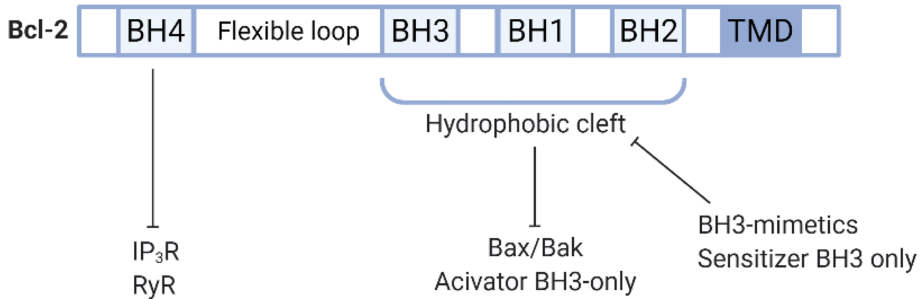 Bcl-2 BH4 Flexible loop BH3 BH1 BH2 TMD
Hydrophobic cleft
IP₃R
RyR
Bax/Bak
Acivator BH3-only
BH3-mimetics
Sensitizer BH3 only